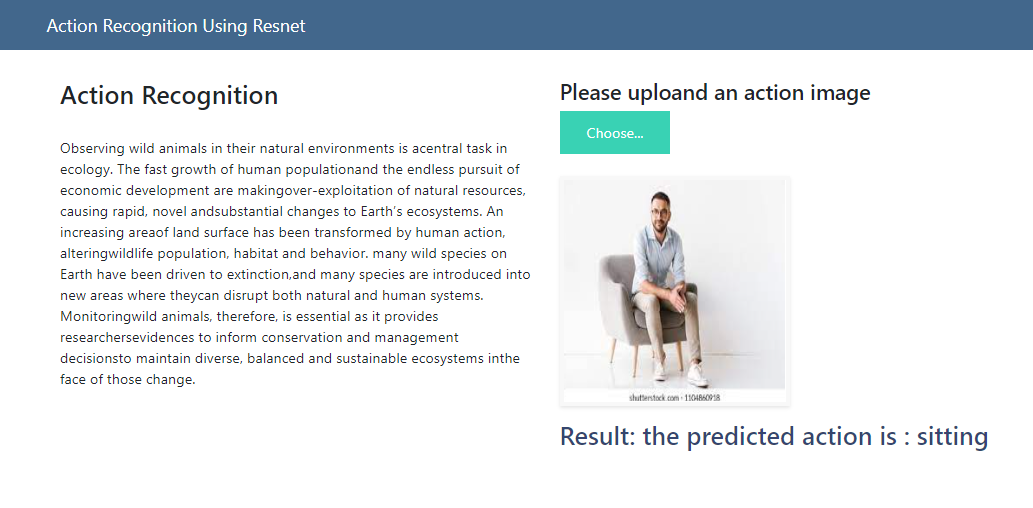 Action Recognition Using Resnet
Action Recognition
Observing wild animals in their natural environments is acentral task in
ecology. The fast growth of human populationand the endless pursuit of
economic development are makingover-exploitation of natural resources,
causing rapid, novel andsubstantial changes to Earth's ecosystems. An
increasing areaof land surface has been transformed by human action,
alteringwildlife population, habitat and behavior. many wild species on
Earth have been driven to extinction,and many species are introduced into
new areas where theycan disrupt both natural and human systems.
Monitoringwild animals, therefore, is essential as it provides
researchersevidences to inform conservation and management
decisionsto maintain diverse, balanced and sustainable ecosystems inthe
face of those change.
Please uploand an action image
Choose...
shutterstock.com • 1104860918
Result: the predicted action is : sitting